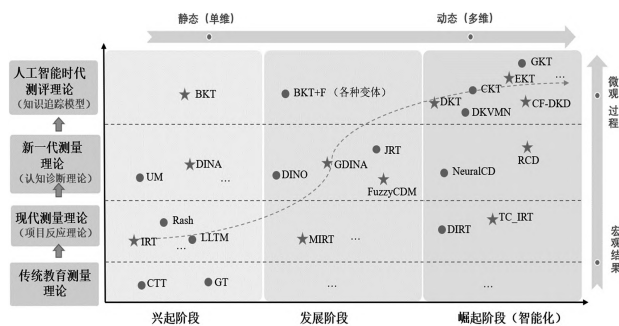 静态（单维）
动态（多维）
人工智能时代
测评理论
（知识追踪模型）
新一代测量
理论
（认知诊断理论）
现代测量理论
（项目反应理论）
传统教育测量
理论
GKT
BKT
BKT+F （各种变体）
EKT
...
CKT
DKT
CF-DKD
DKVMN
JRT
RCD
DINA
GDINA
UM
...
DINO
FuzzyCDM
NeuralCD
Rash
TC_IRT
IRT
LLTM
...
MIRT
...
DIRT
CTT
GT
...
...
兴起阶段
发展阶段
崛起阶段（智能化）
微观 过程
宏观结果